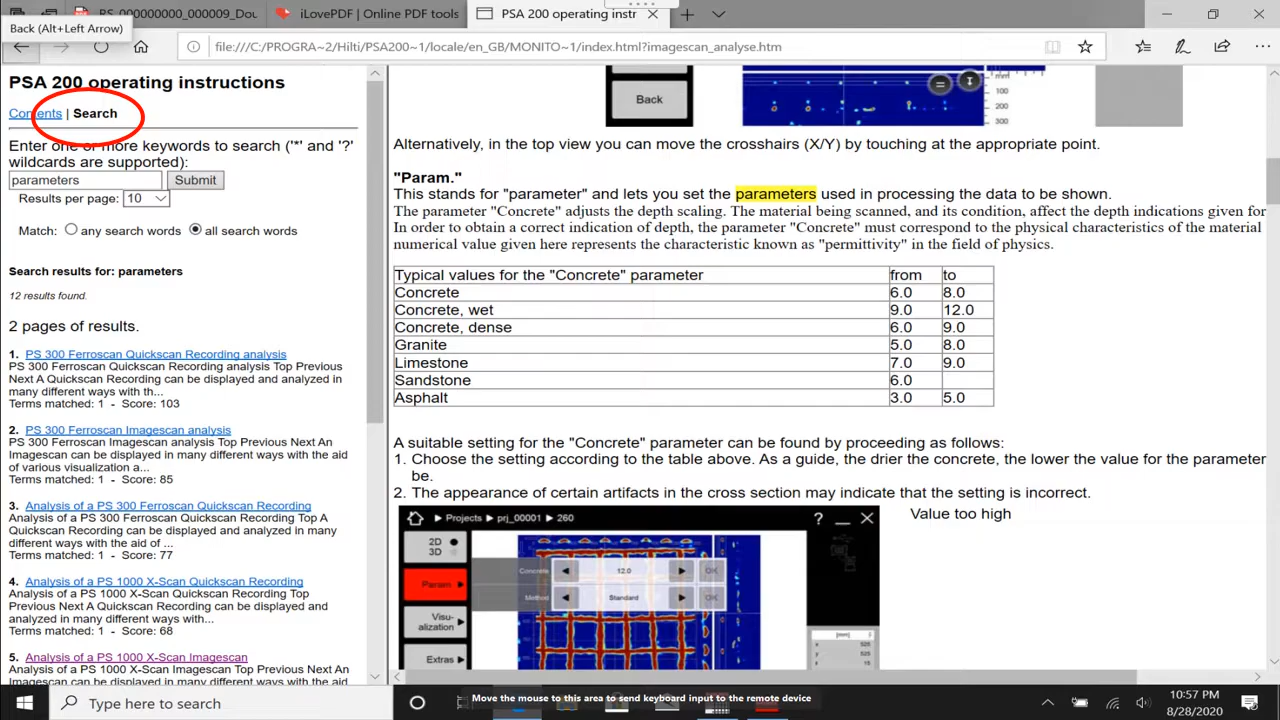 PS_000000000_000009_Dou
iLovePDF | Online PDF tools
PSA 200 operating instr
Back (Alt+Left Arrow)
file:///C:/PROGRA~2/Hilti/PSA200~1/locale/en_GB/MONITO~1/index.html?imagescan_analyse.htm
PSA 200 operating instructions
Contents | Search
Enter one or more keywords to search ('*' and '?'
wildcards are supported):
parameters Submit
Results per page: 10
Match: any search words all search words
Search results for: parameters
12 results found.
2 pages of results.
1. PS 300 Ferroscan Quickscan Recording analysis
PS 300 Ferroscan Quickscan Recording analysis Top Previous
Next A Quickscan Recording can be displayed and analyzed in
many different ways with th...
Terms matched: 1 - Score: 103
2. PS 300 Ferroscan Imagescan analysis
PS 300 Ferroscan Imagescan analysis Top Previous Next An
Imagescan can be displayed in many different ways with the aid
of various visualization a...
Terms matched: 1 - Score: 85
3. Analysis of a PS 300 Ferroscan Quickscan Recording
Analysis of a PS 300 Ferroscan Quickscan Recording Top A
Quickscan Recording can be displayed and analyzed in many
different ways with the aid of ...
Terms matched: 1 - Score: 77
4. Analysis of a PS 1000 X-Scan Quickscan Recording
Analysis of a PS 1000 X-Scan Quickscan Recording Top
Previous Next A Quickscan Recording can be displayed and
analyzed in many different ways with...
Terms matched: 1 - Score: 68
5. Analysis of a PS 1000 X-Scan Imagescan
Analysis of a PS 1000 X-Scan Imagescan Top Previous Next An
Imagescan can be displayed in many different ways with the aid
Back
mm
100
200
300
Alternatively, in the top view you can move the crosshairs (X/Y) by touching at the appropriate point.
"Param."
This stands for "parameter" and lets you set the parameters used in processing the data to be shown.
The parameter "Concrete" adjusts the depth scaling. The material being scanned, and its condition, affect the depth indications given for
In order to obtain a correct indication of depth, the parameter "Concrete" must correspond to the physical characteristics of the material
numerical value given here represents the characteristic known as "permittivity" in the field of physics.
Typical values for the "Concrete" parameter from to
Concrete 6.0 8.0
Concrete, wet 9.0 12.0
Concrete, dense 6.0 9.0
Granite 5.0 8.0
Limestone 7.0 9.0
Sandstone 6.0
Asphalt 3.0 5.0
A suitable setting for the "Concrete" parameter can be found by proceeding as follows:
1. Choose the setting according to the table above. As a guide, the drier the concrete, the lower the value for the parameter
be.
2. The appearance of certain artifacts in the cross section may indicate that the setting is incorrect.
Projects prj_00001 260 ?
Value too high
2D
3D
Concrete 12.0 OK
Param
Method Standard OK
Visu-
alization
Extras
[mm]
x 525
y 525
z 15
Type here to search
Move the mouse to this area to send keyboard input to the remote device
10:57 PM
8/28/2020